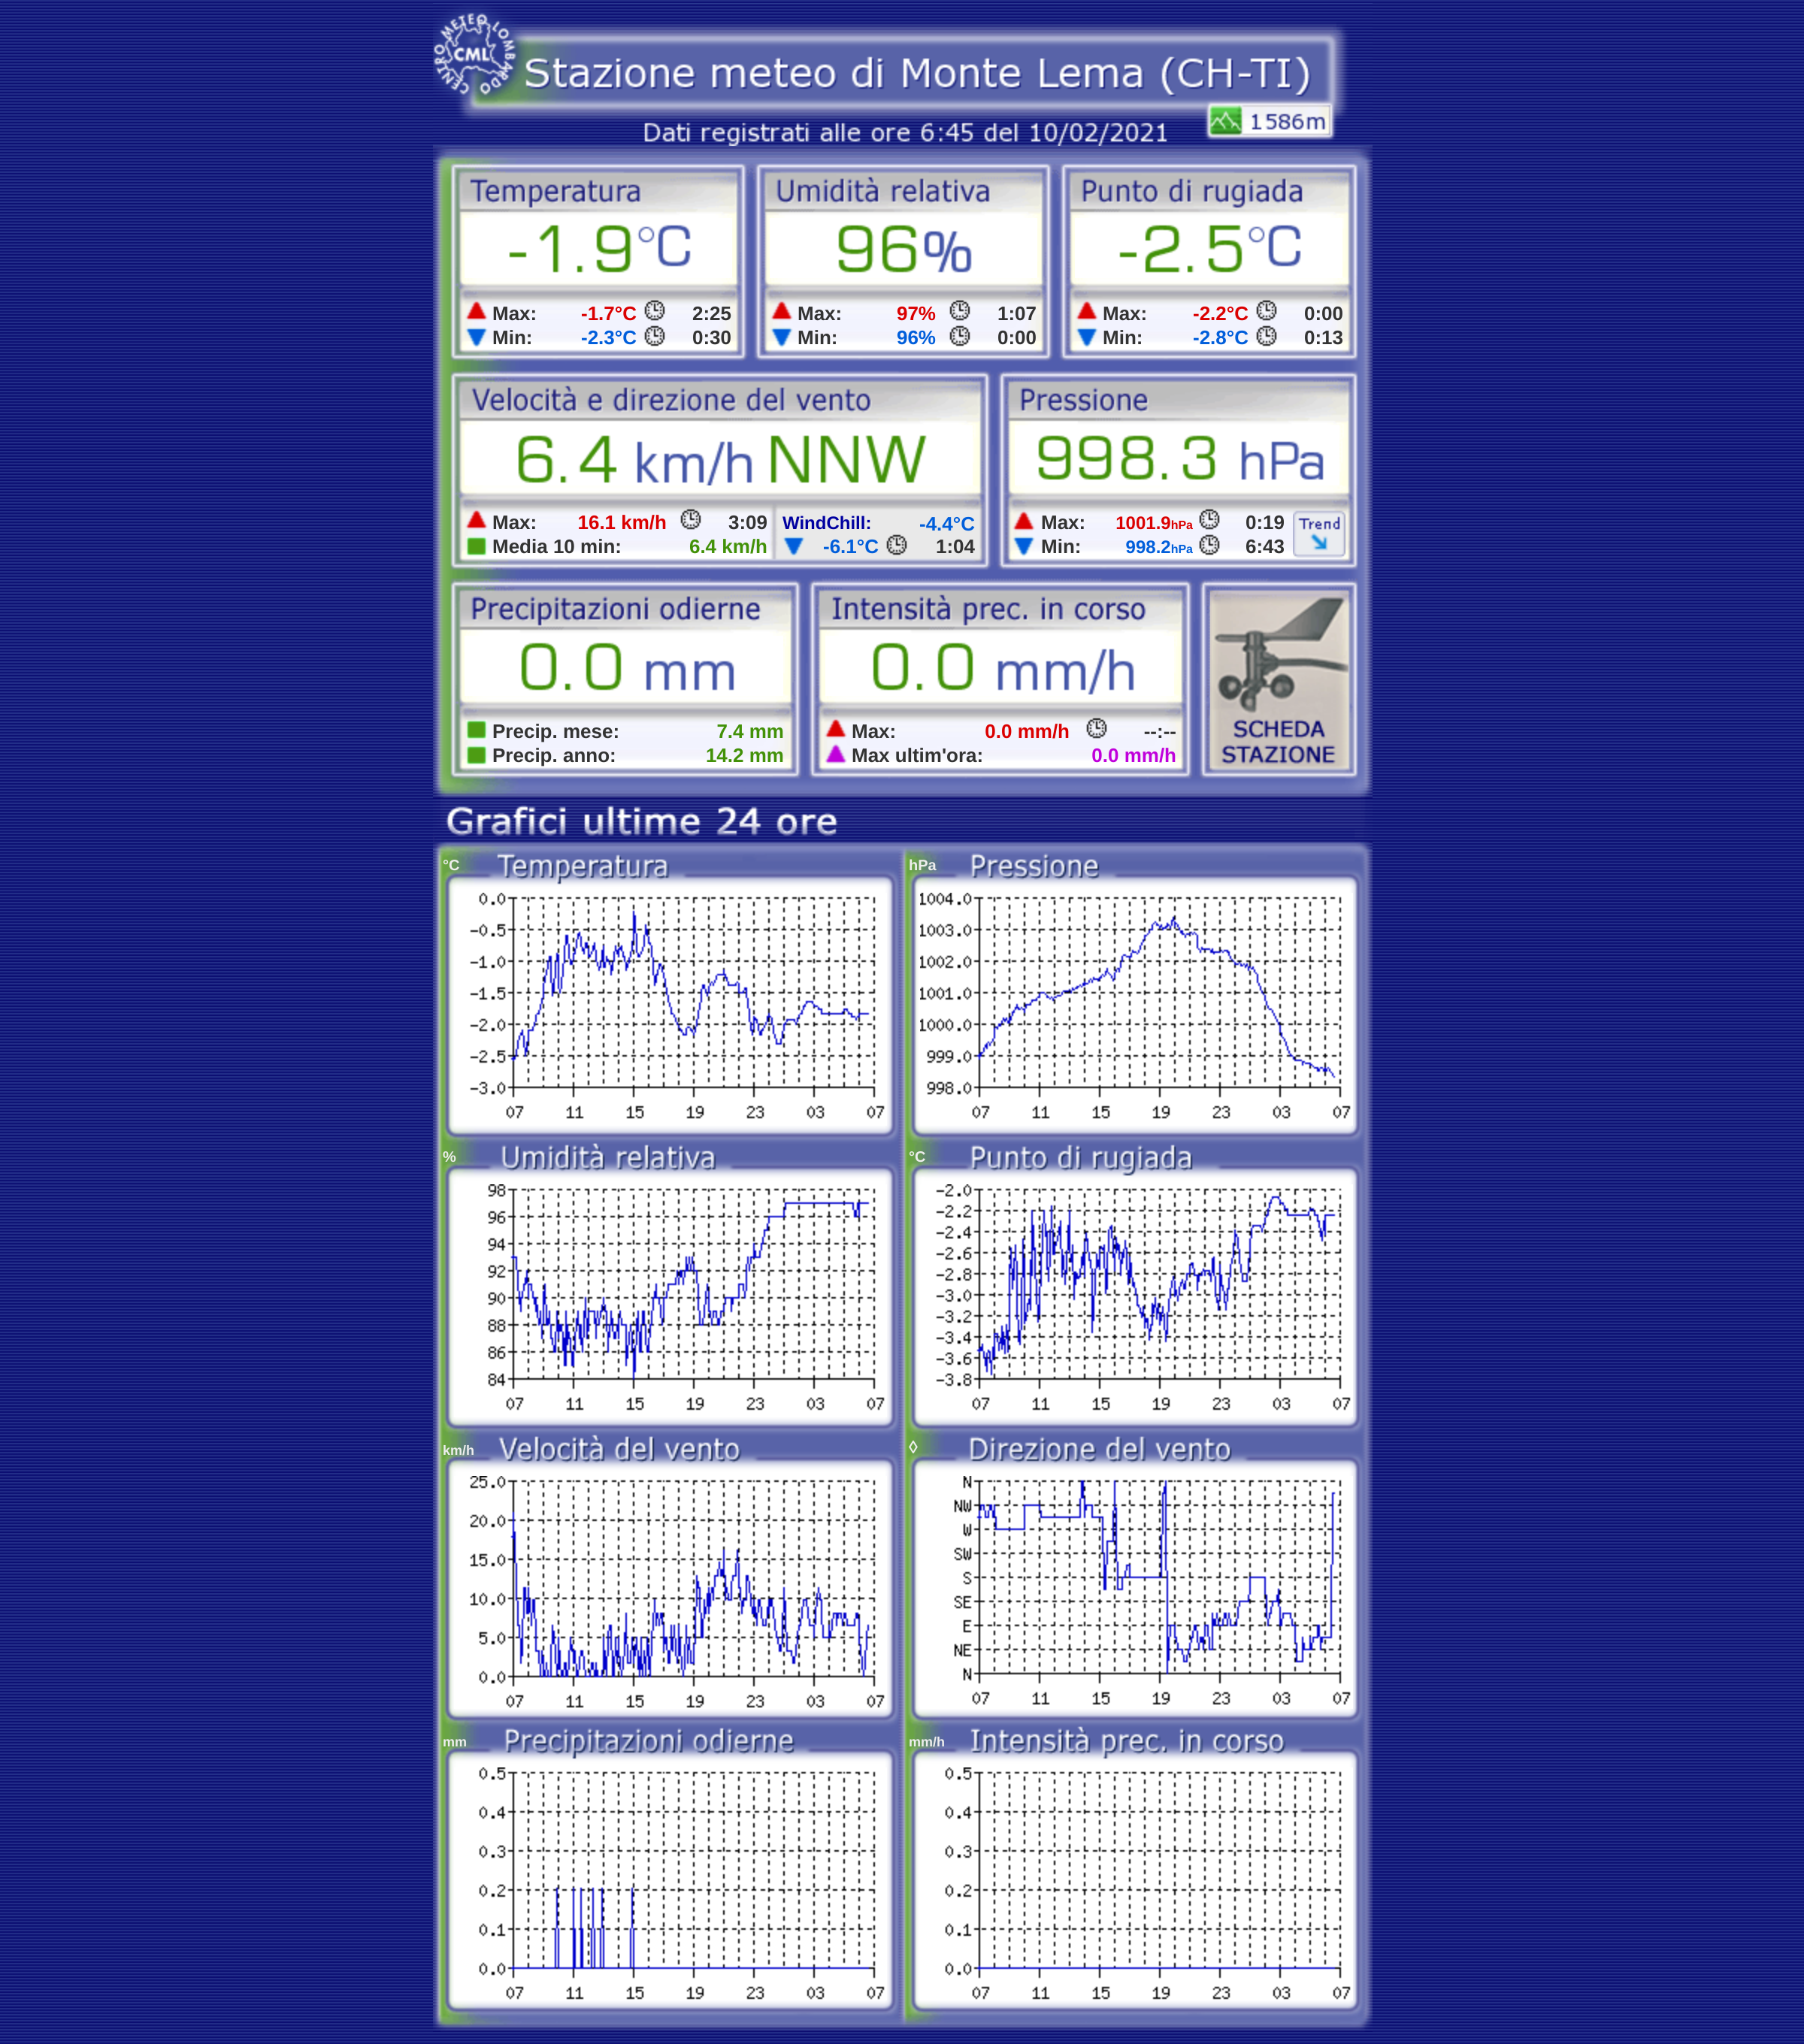 CENTRO METEO LOMBARDO
CML
Stazione meteo di Monte Lema (CH-TI)
1586m
Dati registrati alle ore 6:45 del 10/02/2021
Temperatura Umidità relativa Punto di rugiada
-1.9°C 96% -2.5°C
Max: -1.7°C 2:25 Max: 97% 1:07 Max: -2.2°C 0:00
Min: -2.3°C 0:30 Min: 96% 0:00 Min: -2.8°C 0:13
Velocità e direzione del vento Pressione
6.4 km/h NNW 998.3 hPa
Max: 16.1 km/h 3:09 WindChill: -4.4°C Max: 1001.9hPa 0:19 Trend
Media 10 min: 6.4 km/h -6.1°C 1:04 Min: 998.2hPa 6:43
Precipitazioni odierne Intensità prec. in corso
0.0 mm 0.0 mm/h
Precip. mese: 7.4 mm Max: 0.0 mm/h --:-- SCHEDA
Precip. anno: 14.2 mm Max ultim'ora: 0.0 mm/h STAZIONE
Grafici ultime 24 ore
°C Temperatura
0.0
-0.5
-1.0
-1.5
-2.0
-2.5
-3.0
07 11 15 19 23 03 07
hPa Pressione
1004.0
1003.0
1002.0
1001.0
1000.0
999.0
998.0
07 11 15 19 23 03 07
% Umidità relativa
98
96
94
92
90
88
86
84
07 11 15 19 23 03 07
°C Punto di rugiada
-2.0
-2.2
-2.4
-2.6
-2.8
-3.0
-3.2
-3.4
-3.6
-3.8
07 11 15 19 23 03 07
km/h Velocità del vento
25.0
20.0
15.0
10.0
5.0
0.0
07 11 15 19 23 03 07
◊ Direzione del vento
N
NW
W
SW
S
SE
E
NE
N
07 11 15 19 23 03 07
mm Precipitazioni odierne
0.5
0.4
0.3
0.2
0.1
0.0
07 11 15 19 23 03 07
mm/h Intensità prec. in corso
0.5
0.4
0.3
0.2
0.1
0.0
07 11 15 19 23 03 07